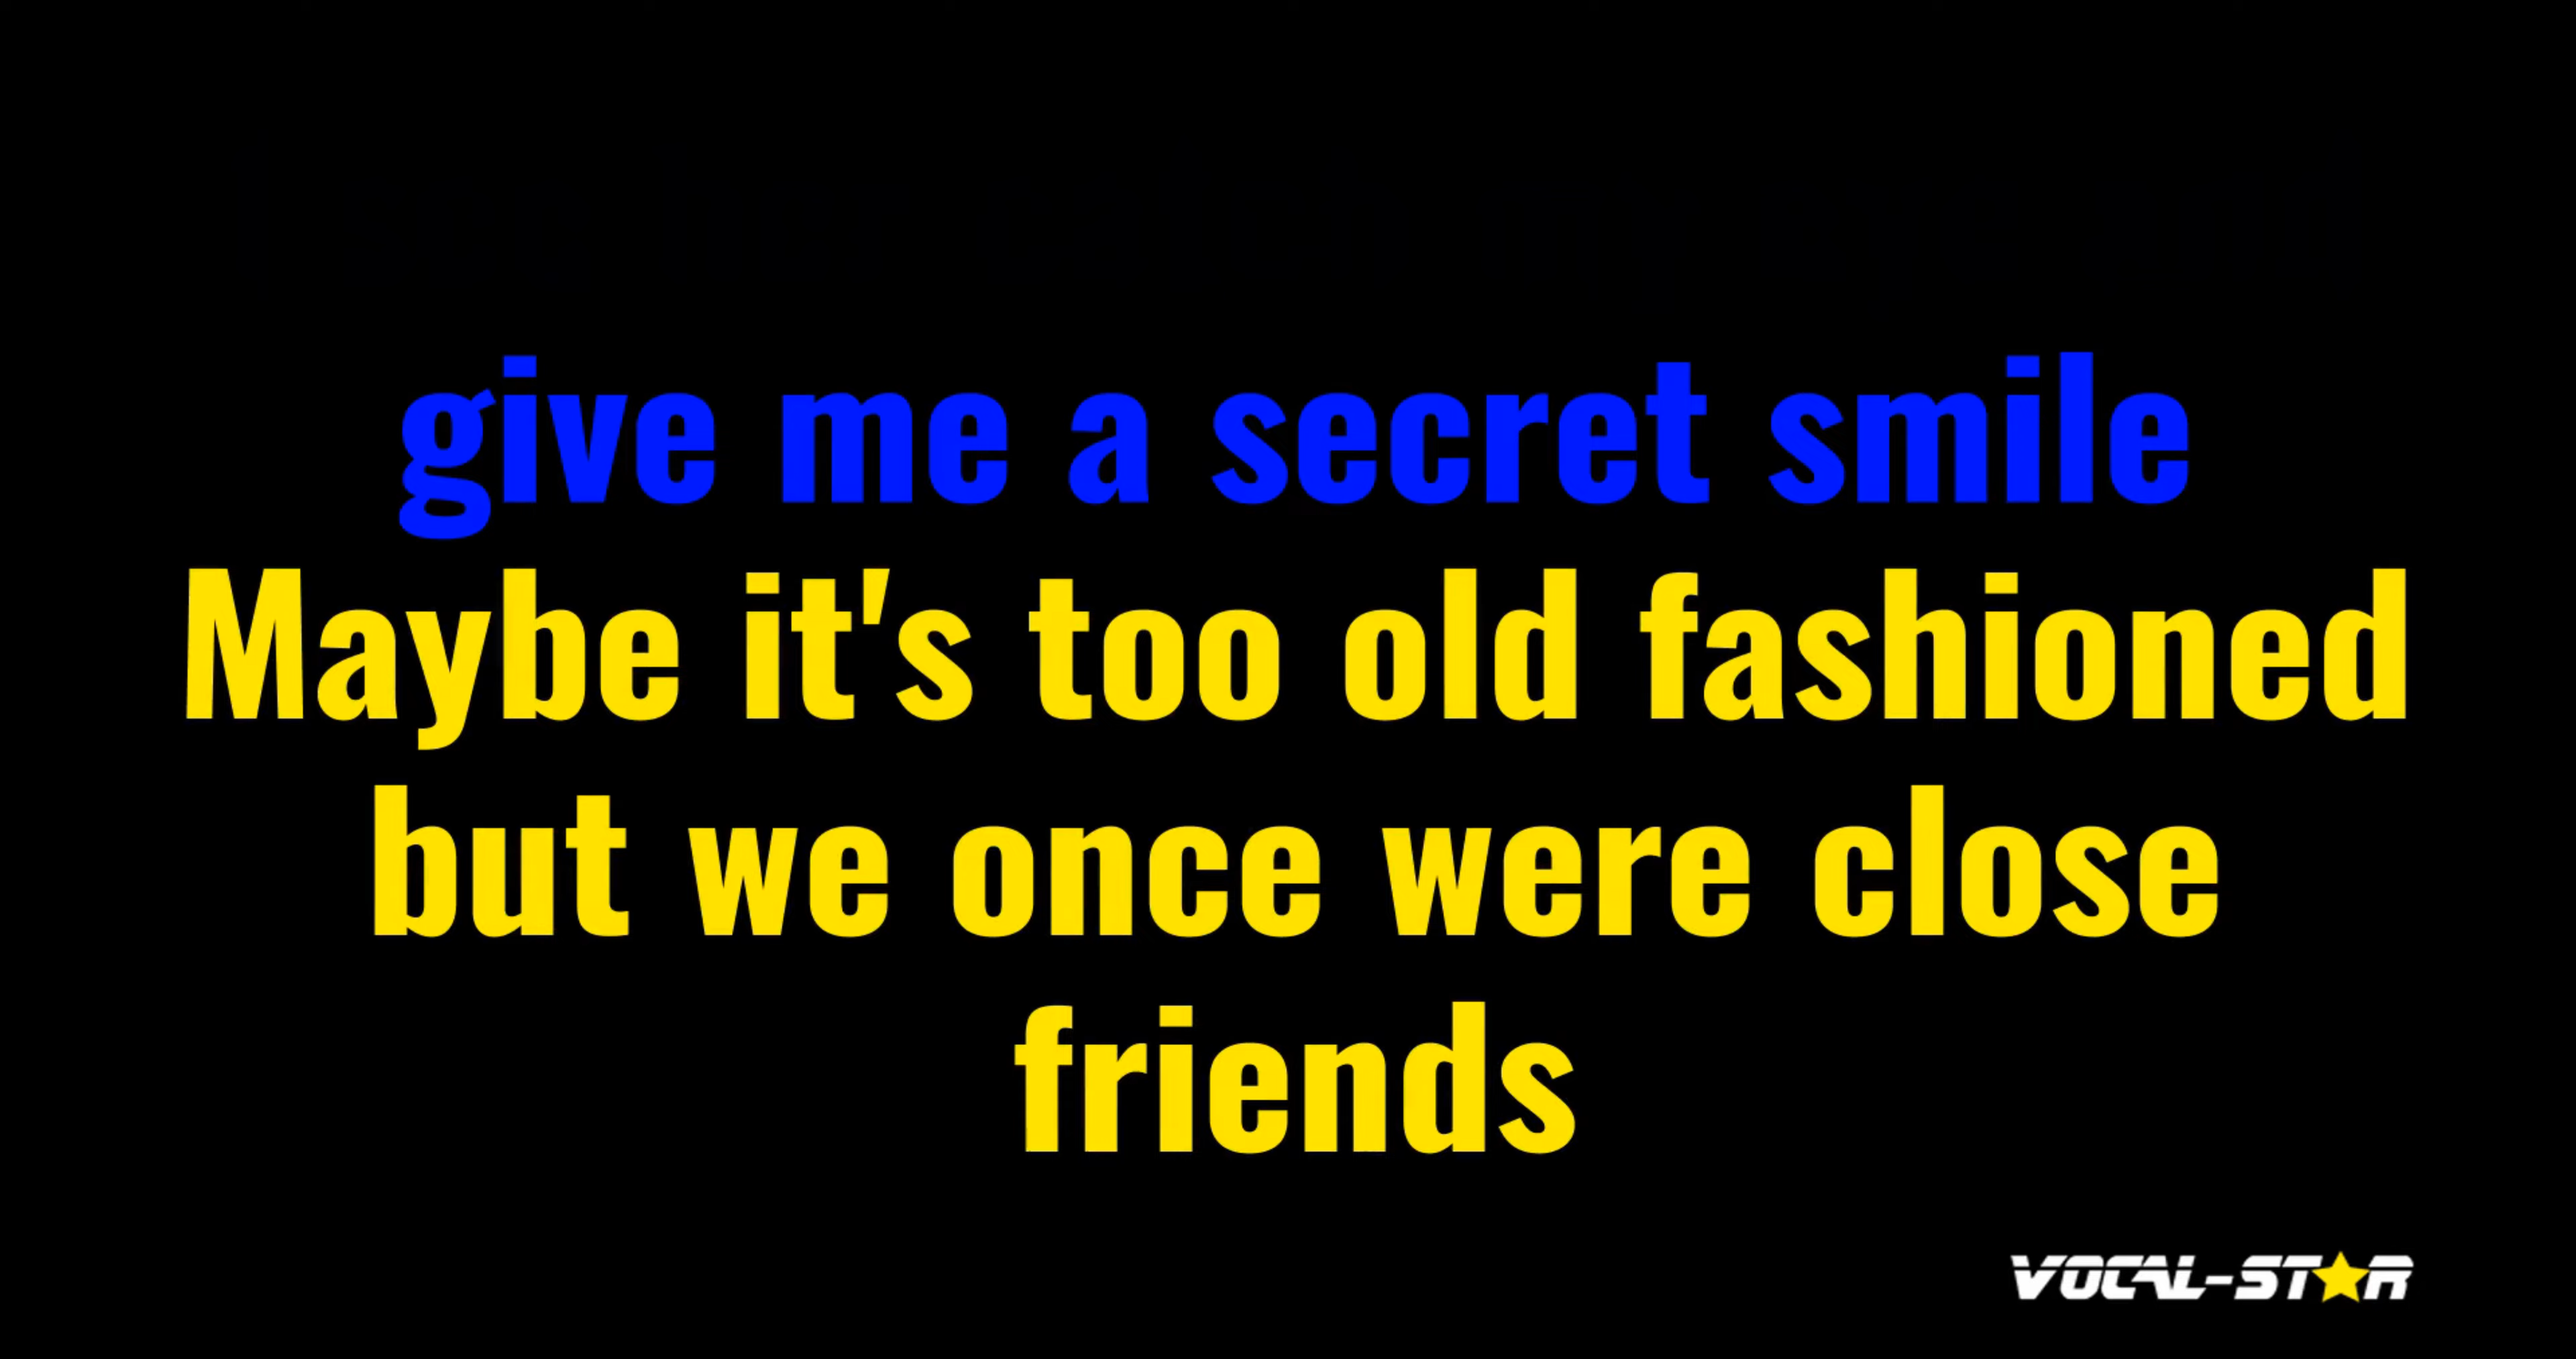 give me a secret smile
Maybe it's too old fashioned
but we once were close
friends
VOCAL-STAR